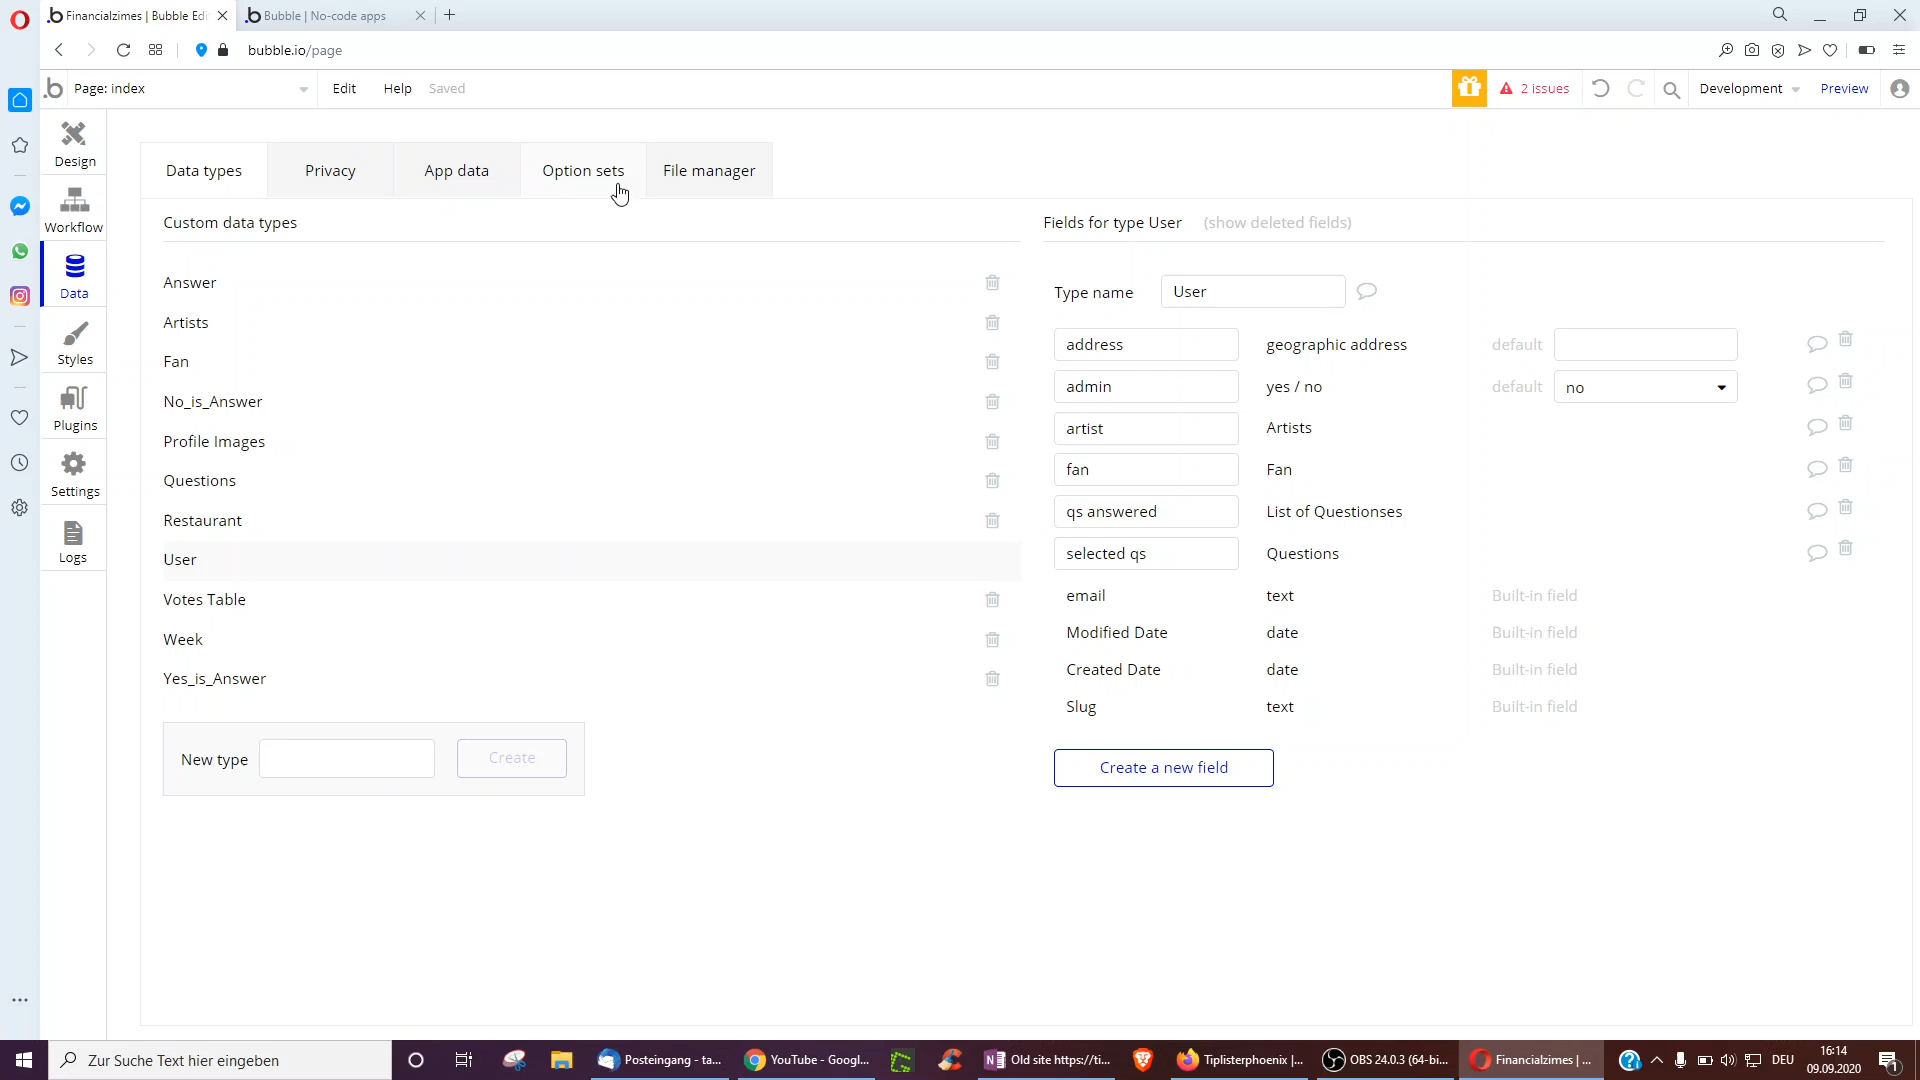 Financialzimes | Bubble Edi
Bubble | No-code apps
bubble.io/page
Page: index
Edit
Help
Saved
2 issues
Development
Preview
Design
Workflow
Data
Styles
Plugins
Settings
Logs
Data types
Privacy
App data
Option sets
File manager
Custom data types
Answer
Artists
Fan
No_is_Answer
Profile Images
Questions
Restaurant
User
Votes Table
Week
Yes_is_Answer
New type
Create
Fields for type User (show deleted fields)
Type name User
address geographic address default
admin yes / no default no
artist Artists
fan Fan
qs answered List of Questionses
selected qs Questions
email text Built-in field
Modified Date date Built-in field
Created Date date Built-in field
Slug text Built-in field
Create a new field
Zur Suche Text hier eingeben
Posteingang - ta...
YouTube - Googl...
Old site https://ti...
Tiplisterphoenix |...
OBS 24.0.3 (64-bi...
Financialzimes | ...
DEU
16:14
09.09.2020
1